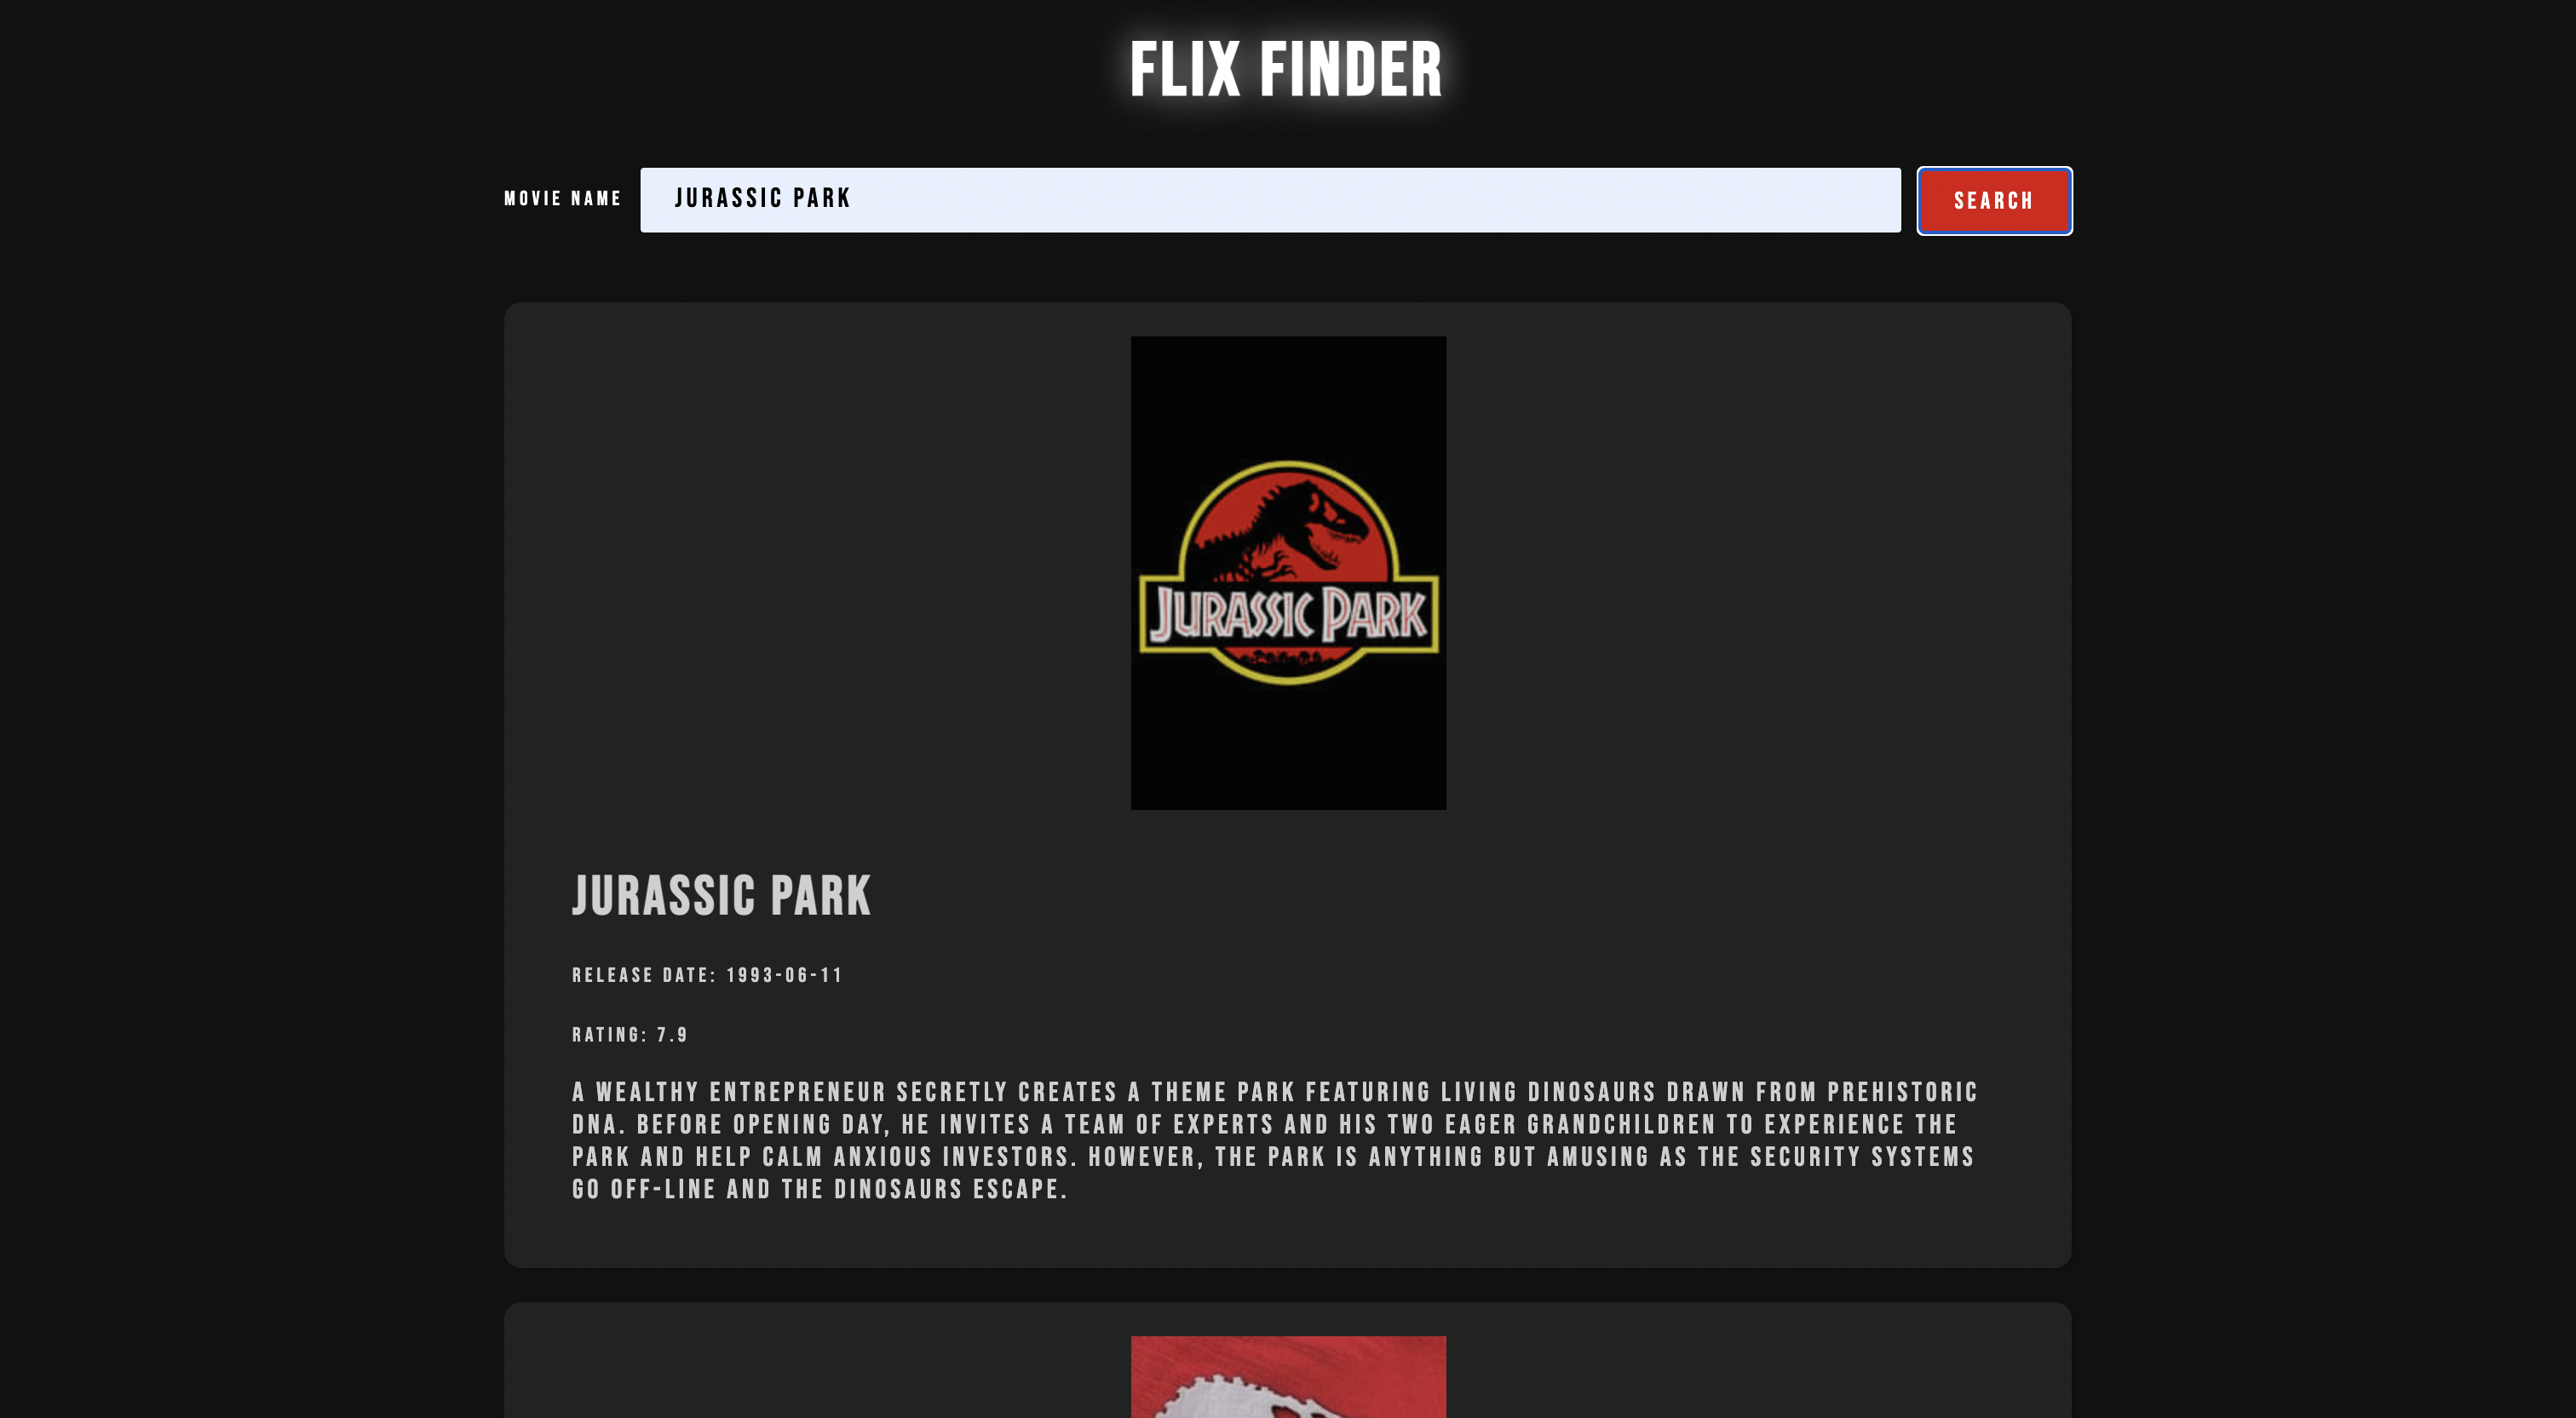 FLIX FINDER
MOVIE NAME
JURASSIC PARK
SEARCH
JURASSIC PARK
JURASSIC PARK
RELEASE DATE: 1993-06-11
RATING: 7.9
A WEALTHY ENTREPRENEUR SECRETLY CREATES A THEME PARK FEATURING LIVING DINOSAURS DRAWN FROM PREHISTORIC
DNA. BEFORE OPENING DAY, HE INVITES A TEAM OF EXPERTS AND HIS TWO EAGER GRANDCHILDREN TO EXPERIENCE THE
PARK AND HELP CALM ANXIOUS INVESTORS. HOWEVER, THE PARK IS ANYTHING BUT AMUSING AS THE SECURITY SYSTEMS
GO OFF-LINE AND THE DINOSAURS ESCAPE.